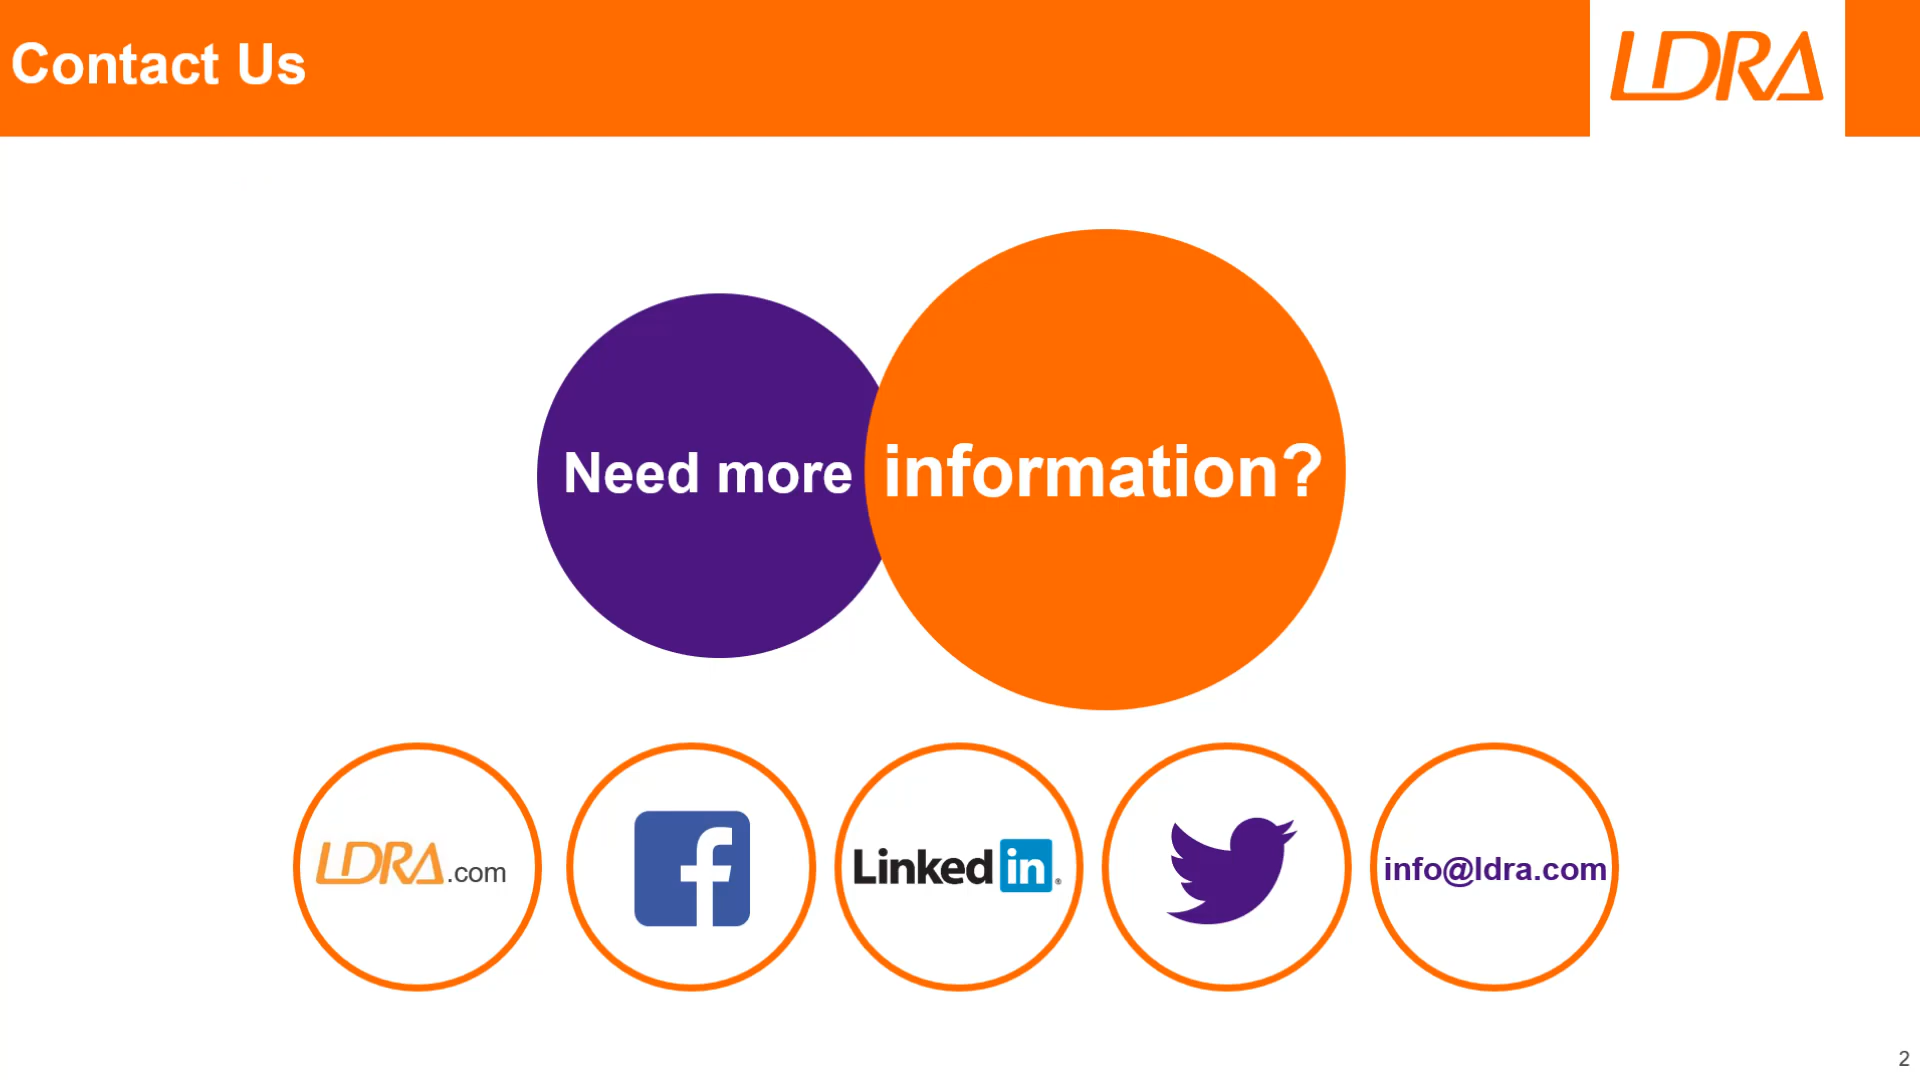 Contact Us
LDRA
Need more
information?
LDRA.com
f
Linkedin®
info@ldra.com
2